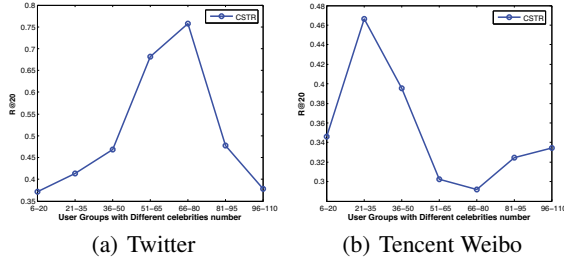 0.8
0.75
0.7
0.65
0.6
0.55
0.5
0.45
0.4
0.35
R@20
CSTR
6−20 21−35 36−50 51−65 66−80 81−95 96−110
User Groups with Different celebrities number
(a) Twitter
0.48
0.46
0.44
0.42
0.4
0.38
0.36
0.34
0.32
0.3
R@20
CSTR
6−20 21−35 36−50 51−65 66−80 81−95 96−110
User Groups with Different celebrities number
(b) Tencent Weibo